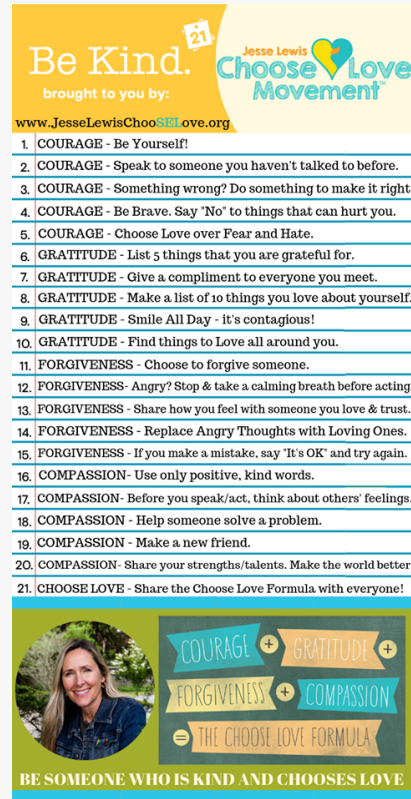 Be Kind.
21
brought to you by:
Jesse Lewis
Choose Love
Movement™
www.JesseLewisChooSELove.org
1. COURAGE - Be Yourself!
2. COURAGE - Speak to someone you haven't talked to before.
3. COURAGE - Something wrong? Do something to make it right
4. COURAGE - Be Brave. Say "No" to things that can hurt you.
5. COURAGE - Choose Love over Fear and Hate.
6. GRATITUDE - List 5 things that you are grateful for.
7. GRATITUDE - Give a compliment to everyone you meet.
8. GRATITUDE - Make a list of 10 things you love about yourself.
9. GRATITUDE - Smile All Day - it's contagious!
10. GRATITUDE - Find things to Love all around you.
11. FORGIVENESS - Choose to forgive someone.
12. FORGIVENESS- Angry? Stop & take a calming breath before acting
13. FORGIVENESS - Share how you feel with someone you love & trust.
14. FORGIVENESS - Replace Angry Thoughts with Loving Ones.
15. FORGIVENESS - If you make a mistake, say "It's OK" and try again.
16. COMPASSION- Use only positive, kind words.
17. COMPASSION- Before you speak/act, think about others' feelings.
18. COMPASSION - Help someone solve a problem.
19. COMPASSION - Make a new friend.
20. COMPASSION- Share your strengths/talents. Make the world better
21. CHOOSE LOVE - Share the Choose Love Formula with everyone!
COURAGE + GRATITUDE +
FORGIVENESS + COMPASSION
= THE CHOOSE LOVE FORMULA
BE SOMEONE WHO IS KIND AND CHOOSES LOVE